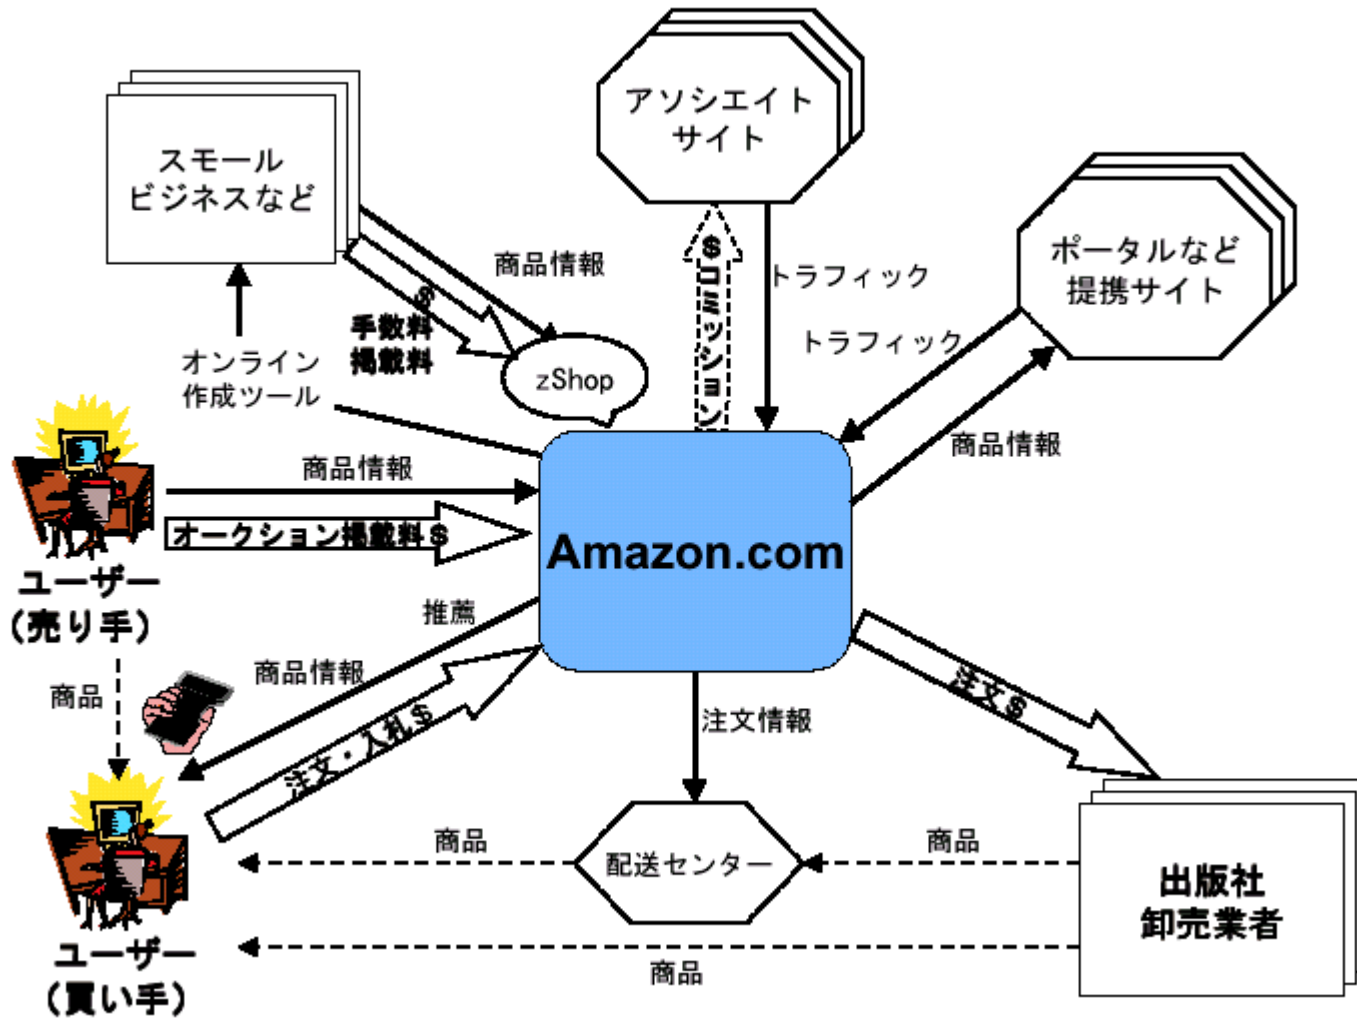 アソシエイト
サイト
スモール
ビジネスなど
ポータルなど
提携サイト
商品情報
$コミッション
トラフィック
$
手数料
掲載料
トラフィック
オンライン
作成ツール
zShop
商品情報
商品情報
オークション掲載料$
Amazon.com
ユーザー
(売り手)
推薦
商品情報
商品
注文・入札$
注文情報
注文$
商品
配送センター
商品
出版社
卸売業者
ユーザー
(買い手)
商品